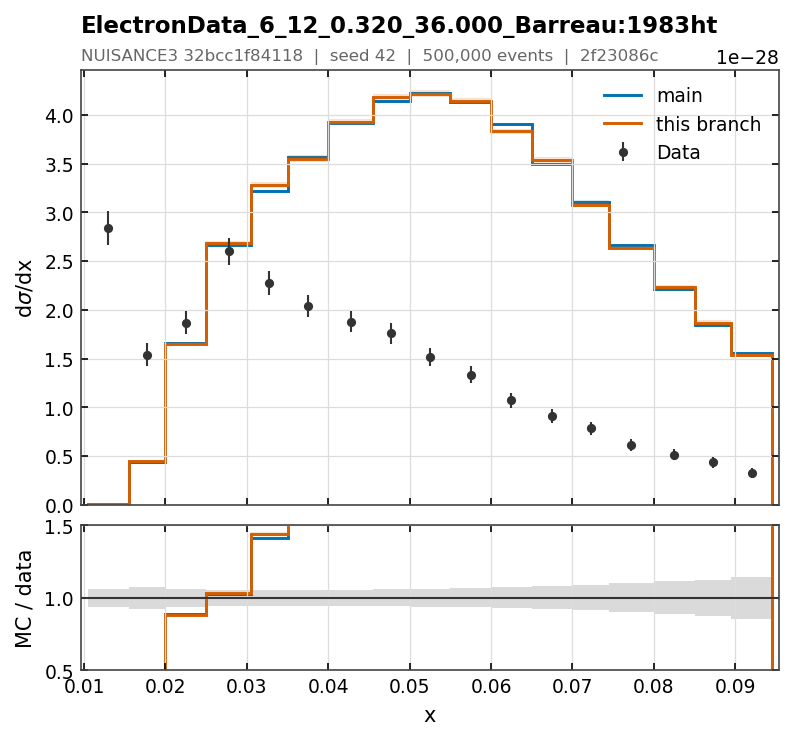 ElectronData_6_12_0.320_36.000_Barreau:1983ht
NUISANCE3 32bcc1f84118 | seed 42 | 500,000 events | 2f23086c
1e−28
main
this branch
Data
dσ/dx
4.0
3.5
3.0
2.5
2.0
1.5
1.0
0.5
0.0
MC / data
1.5
1.0
0.5
0.01 0.02 0.03 0.04 0.05 0.06 0.07 0.08 0.09
x